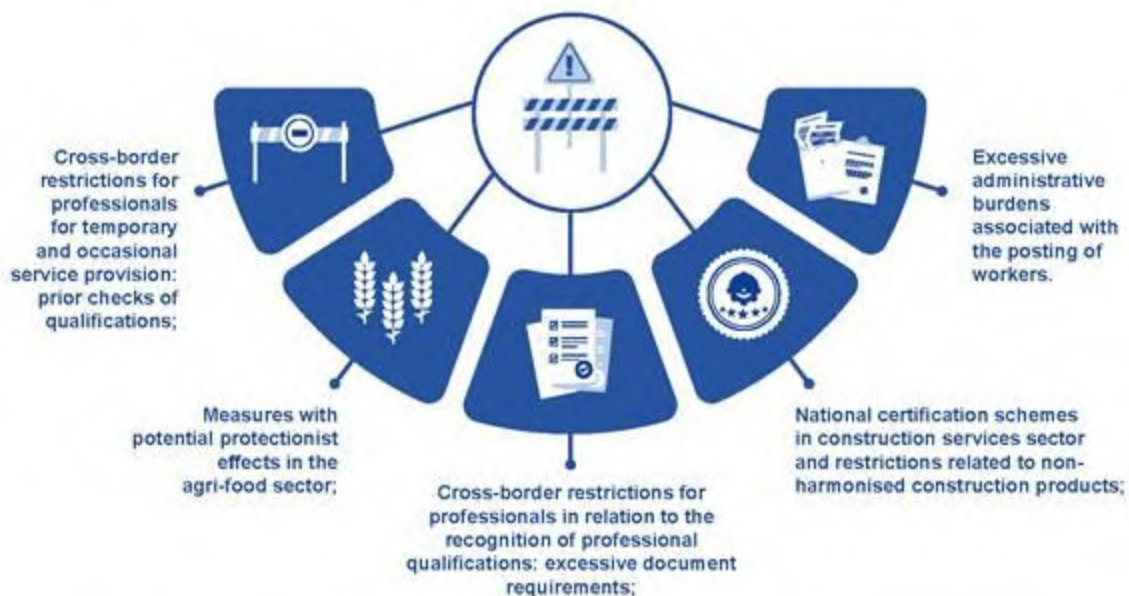 Cross-border
restrictions for
professionals
for temporary
and occasional
service provision:
prior checks of
qualifications;
Measures with
potential protectionist
effects in the
agri-food sector;
Cross-border restrictions for
professionals in relation to the
recognition of professional
qualifications: excessive document
requirements;
National certification schemes
in construction services sector
and restrictions related to non-
harmonised construction products;
Excessive
administrative
burdens
associated with
the posting of
workers.